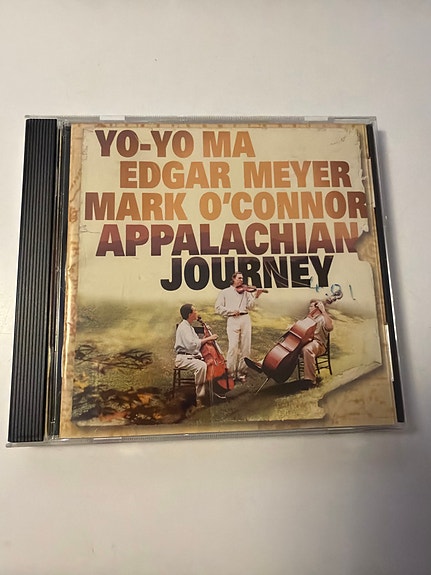 YO-YO MA
EDGAR MEYER
MARK O'CONNOR
APPALACHIAN
JOURNEY